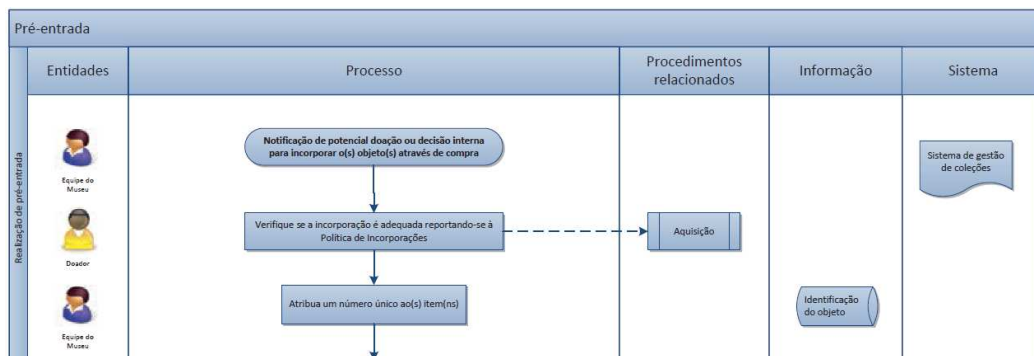 Pré-entrada
Entidades
Processo
Procedimentos
relacionados
Informação
Sistema
Realização de pré-entrada
Equipe do
Museu
Notificação de potencial doação ou decisão interna
para incorporar o(s) objeto(s) através de compra
Sistema de gestão
de coleções
Doador
Verifique se a incorporação é adequada reportando-se à
Política de Incorporações
Aquisição
Equipe do
Museu
Atribua um número único ao(s) item(ns)
Identificação
do objeto